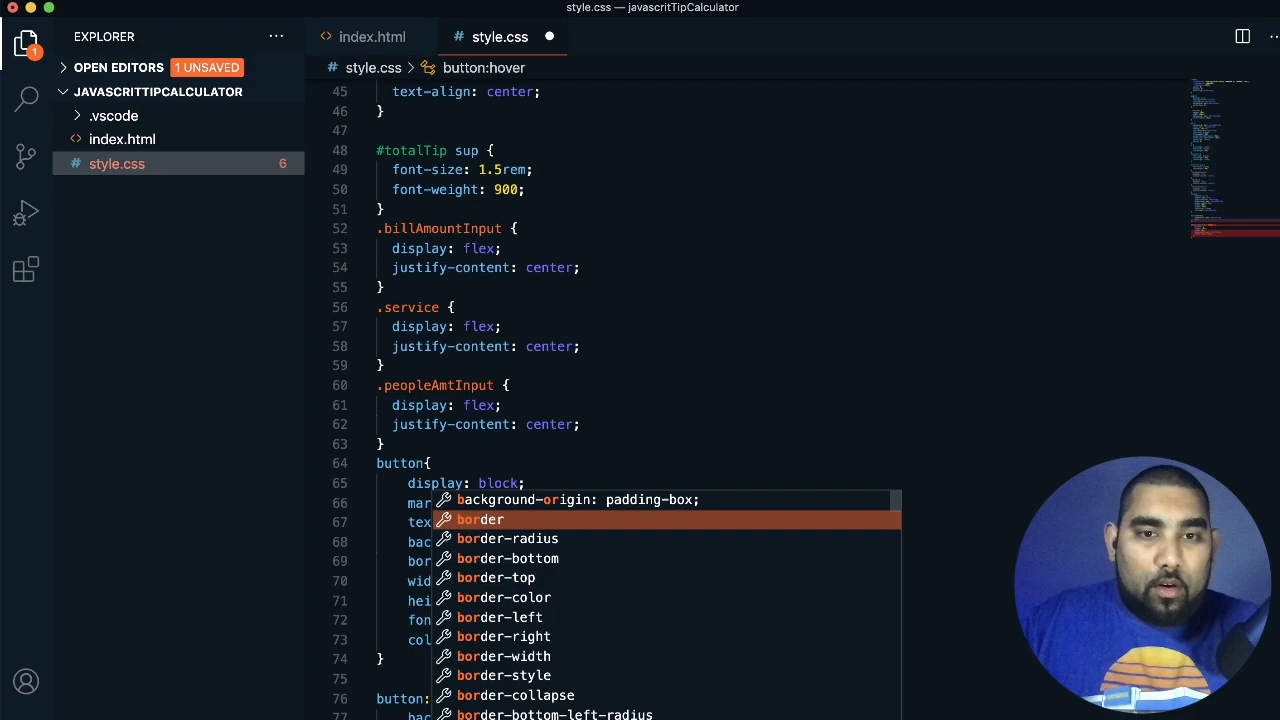 style.css — javascritTipCalculator
EXPLORER
index.html
style.css
1
OPEN EDITORS 1 UNSAVED
style.css > button:hover
JAVASCRITTIPCALCULATOR
.vscode
index.html
style.css 6
45 text-align: center;
46 }
47
48 #totalTip sup {
49 font-size: 1.5rem;
50 font-weight: 900;
51 }
52 .billAmountInput {
53 display: flex;
54 justify-content: center;
55 }
56 .service {
57 display: flex;
58 justify-content: center;
59 }
60 .peopleAmtInput {
61 display: flex;
62 justify-content: center;
63 }
64 button{
65 display: block;
66 mar
67 tex
68 bac
69 bor
70 wid
71 hei
72 fon
73 col
74 }
75
76 button:
77 bac
background-origin: padding-box;
border
border-radius
border-bottom
border-top
border-color
border-left
border-right
border-width
border-style
border-collapse
border-bottom-left-radius